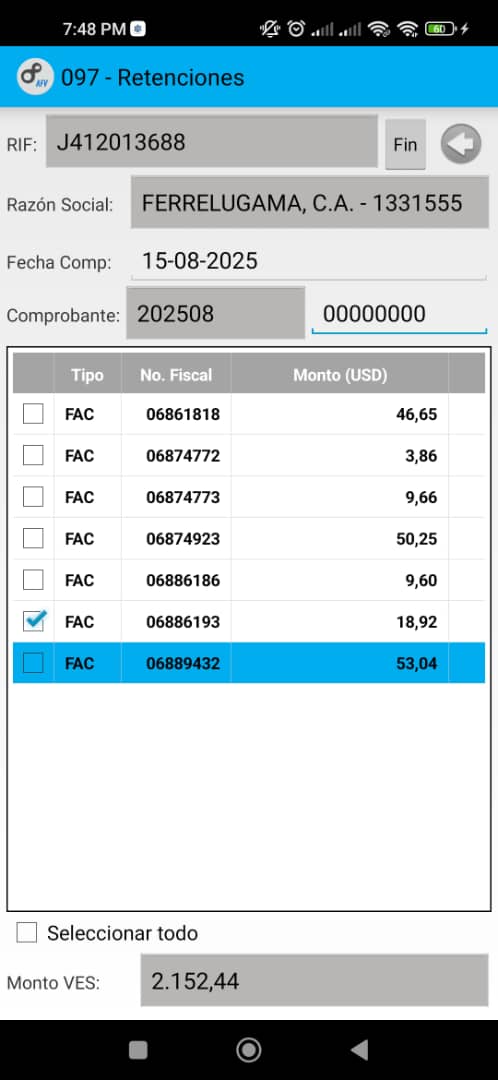 7:48 PM
60
AFV
097 - Retenciones
RIF: J412013688 Fin
Razón Social: FERRELUGAMA, C.A. - 1331555
Fecha Comp: 15-08-2025
Comprobante: 202508 00000000
Tipo No. Fiscal Monto (USD)
FAC 06861818 46,65
FAC 06874772 3,86
FAC 06874773 9,66
FAC 06874923 50,25
FAC 06886186 9,60
FAC 06886193 18,92
FAC 06889432 53,04
Seleccionar todo
Monto VES: 2.152,44